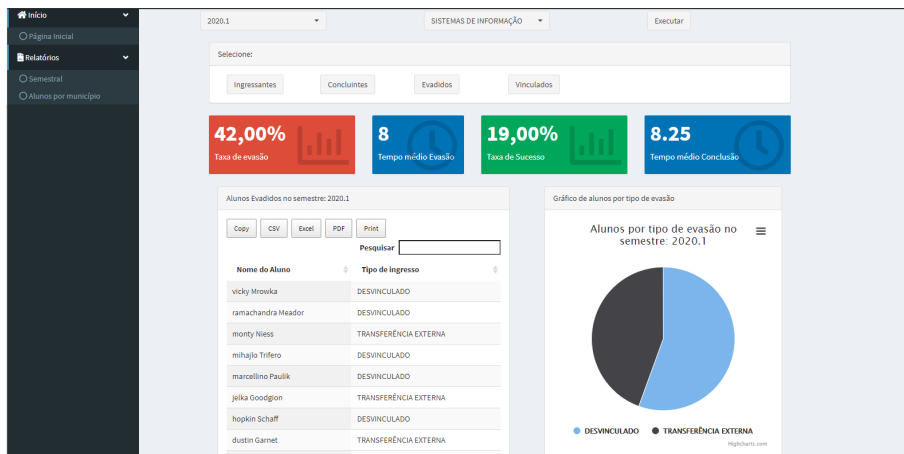 Início
Página Inicial
Relatórios
Semestral
Alunos por município
2020.1 SISTEMAS DE INFORMAÇÃO Executar
Selecione:
Ingressantes Concluintes Evadidos Vinculados
42,00%
Taxa de evasão
8
Tempo médio Evasão
19,00%
Taxa de Sucesso
8.25
Tempo médio Conclusão
Alunos Evadidos no semestre: 2020.1
Copy CSV Excel PDF Print
Pesquisar
Nome do Aluno Tipo de ingresso
vicky Mrowka DESVINCULADO
ramachandra Meador DESVINCULADO
monty Niess TRANSFERÊNCIA EXTERNA
mihajlo Trifero DESVINCULADO
marcellino Paulik DESVINCULADO
jelka Goodgion TRANSFERÊNCIA EXTERNA
hopkin Schaff DESVINCULADO
dustin Garnet TRANSFERÊNCIA EXTERNA
Gráfico de alunos por tipo de evasão
Alunos por tipo de evasão no
semestre: 2020.1
DESVINCULADO TRANSFERÊNCIA EXTERNA
Highcharts.com